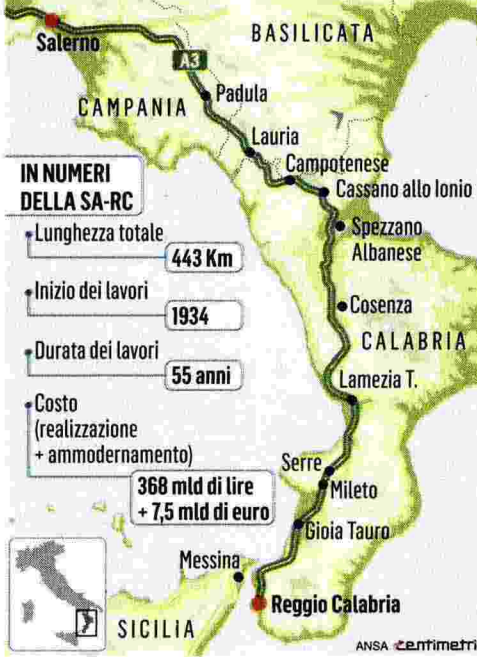 BASILICATA
Salerno
A3
CAMPANIA
Padula
Lauria
Campotenese
Cassano allo Ionio
Spezzano
Albanese
Cosenza
CALABRIA
Lamezia T.
Serre
Mileto
Gioia Tauro
Messina
Reggio Calabria
SICILIA
IN NUMERI
DELLA SA-RC
Lunghezza totale
443 Km
Inizio dei lavori
1934
Durata dei lavori
55 anni
Costo
(realizzazione
+ ammodernamento)
368 mld di lire
+ 7,5 mld di euro
ANSA centimetri